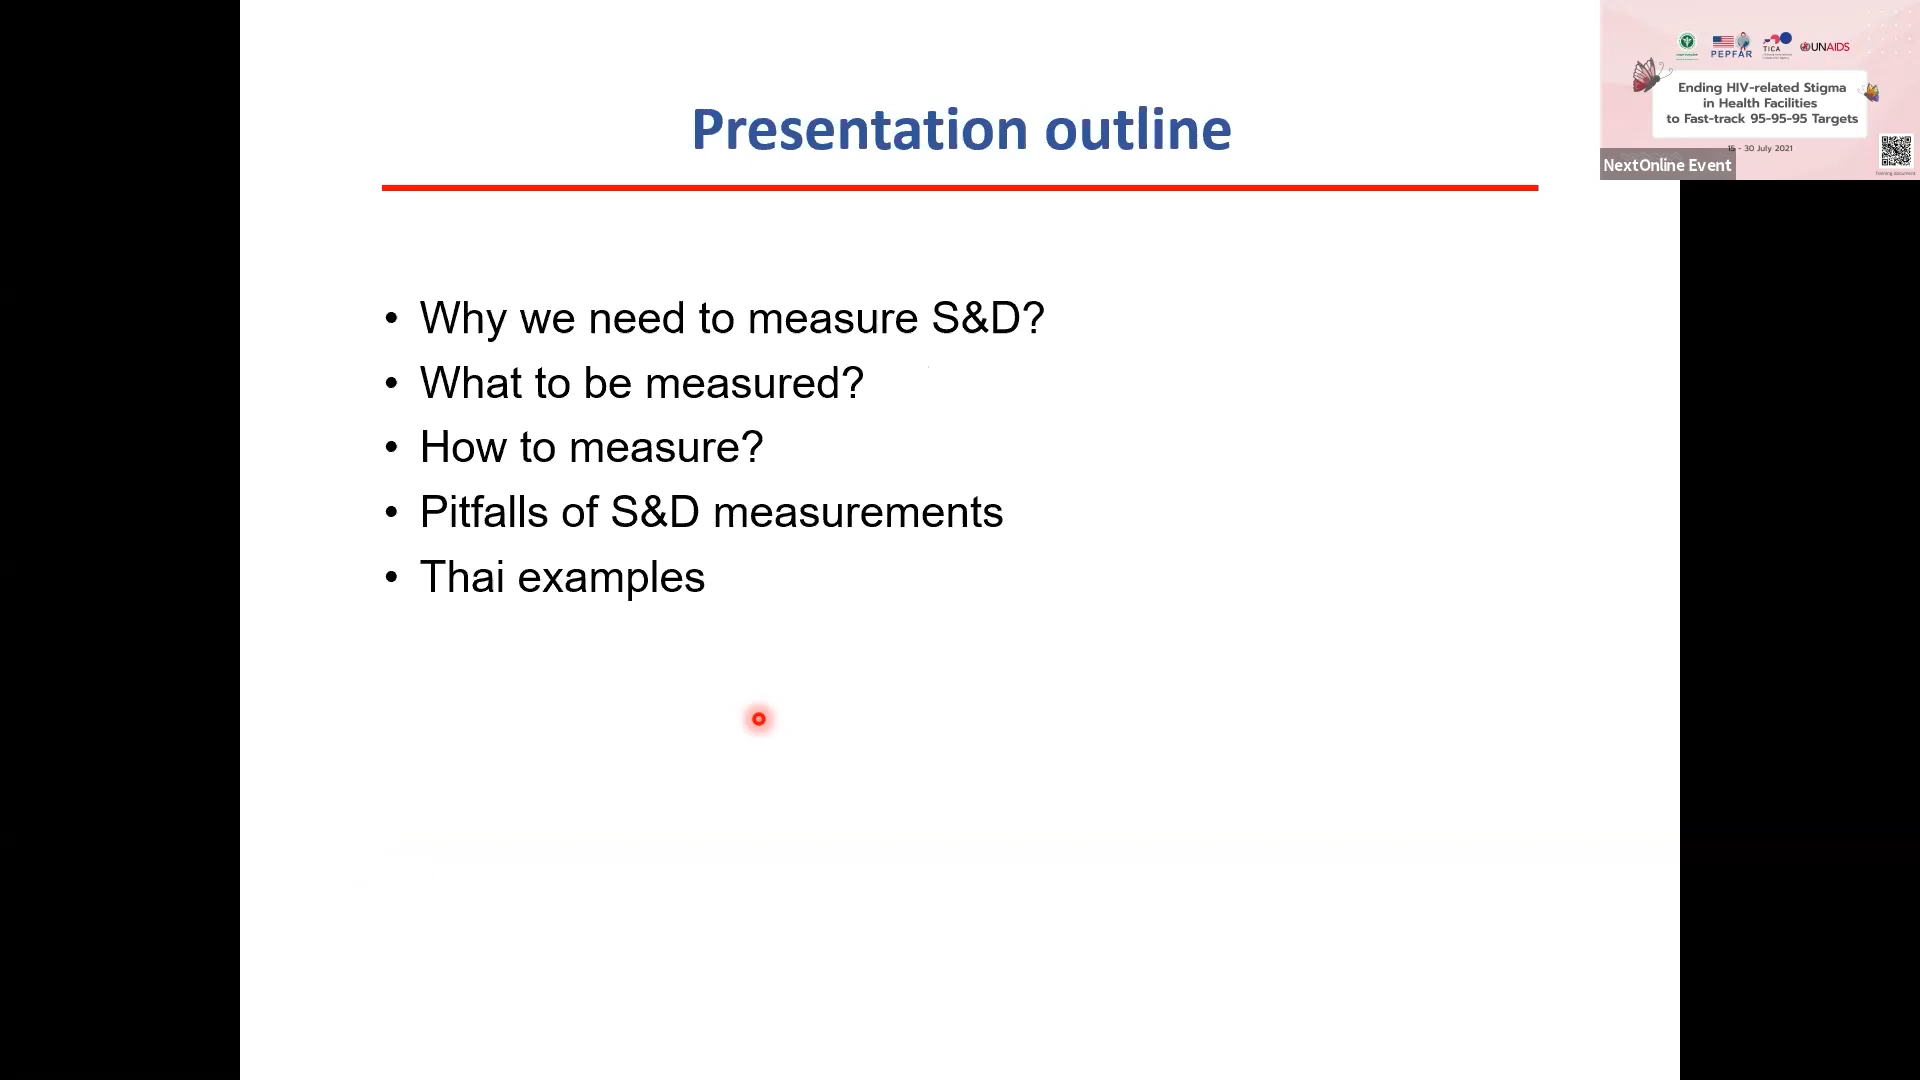 Presentation outline
• Why we need to measure S&D?
• What to be measured?
• How to measure?
• Pitfalls of S&D measurements
• Thai examples
PEPFAR
TICA
UNAIDS
Ending HIV-related Stigma
in Health Facilities
to Fast-track 95-95-95 Targets
15 - 30 July 2021
NextOnline Event
Training document